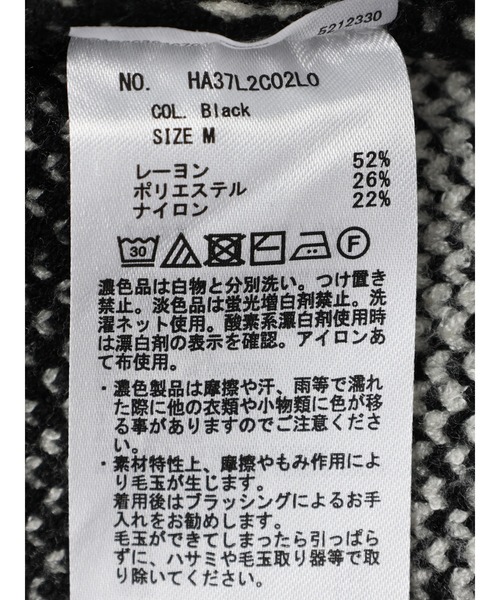 5212330
NO. HA37L2C02LO
COL. Black
SIZE M
レーヨン 52%
ポリエステル 26%
ナイロン 22%
30 F
濃色品は白物と分別洗い。つけ置き
禁止。淡色品は蛍光増白剤禁止。洗
濯ネット使用。酸素系漂白剤使用時
は漂白剤の表示を確認。アイロンあ
て布使用。
・濃色製品は摩擦や汗、雨等で濡れ
た際に他の衣類や小物類に色が移
る事がありますのでご注意くださ
い。
・素材特性上、摩擦やもみ作用によ
り毛玉が生じます。
着用後はブラッシングによるお手
入れをお勧めします。
毛玉ができてしまったら引っぱら
ずに、ハサミや毛玉取り器等で取
り除いてください。